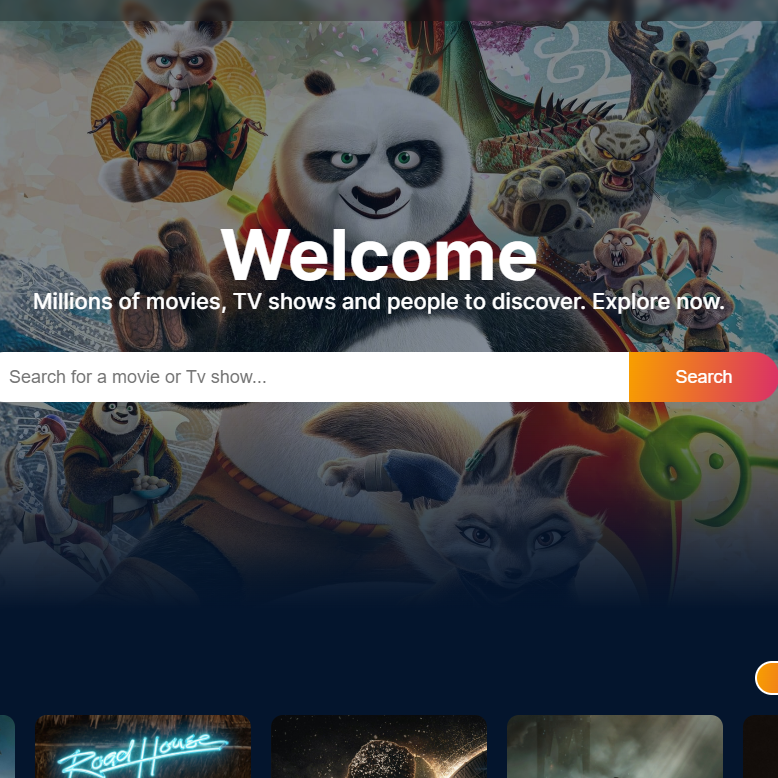 Welcome
Millions of movies, TV shows and people to discover. Explore now.
Search for a movie or Tv show...
Search
Road House